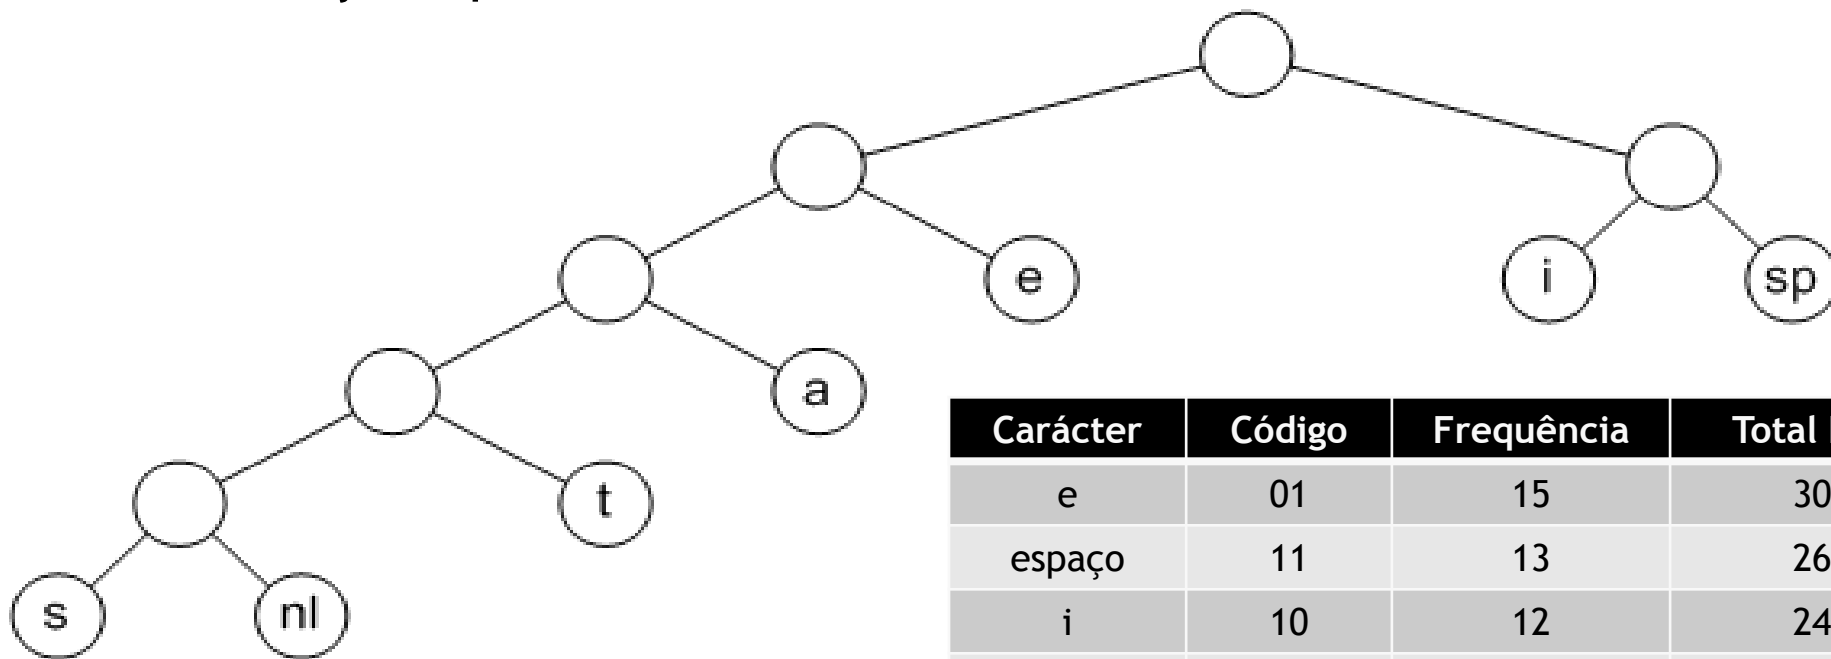 e
i
sp
a
t
s
nl
Carácter Código Frequência Total
e 01 15 30
espaço 11 13 26
i 10 12 24